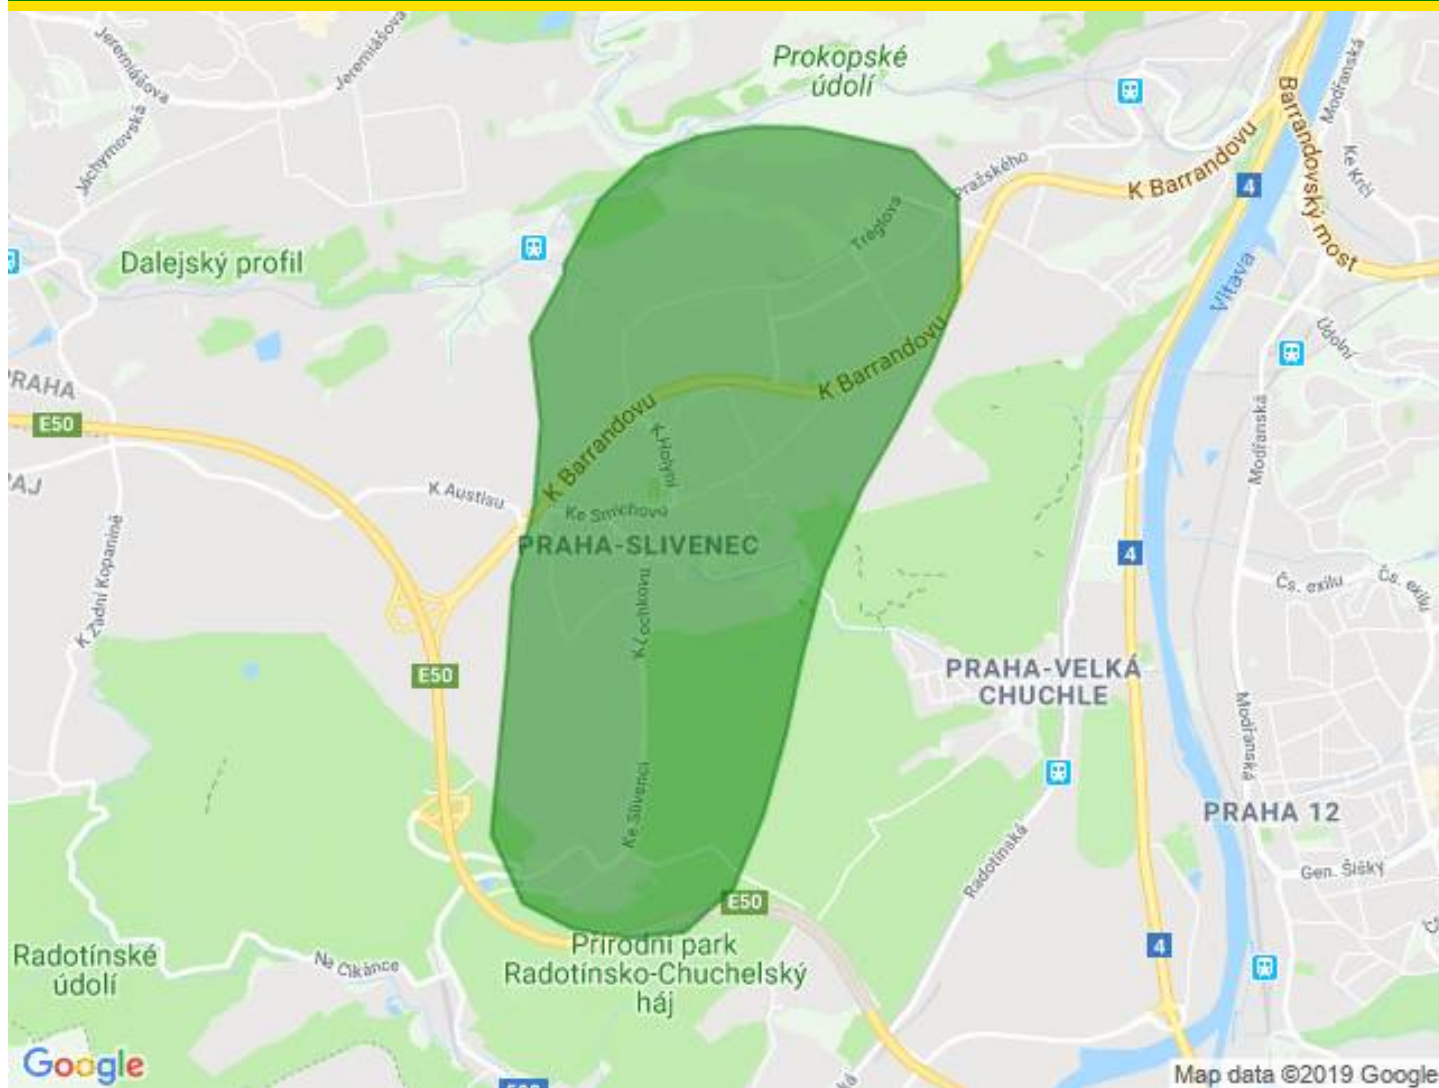 Jeremiášova
Jeremiášova
Jáchymovská
Prokopské
údolí
Modřanská
Barrandovský most
Ke Krči
K Barrandovu
4
Pražského
Tréglova
Dalejský profil
Vltava
Údolní
K Barrandovu
PRAHA
E50
K Barrandovu
K Holyni
Modřanská
AJ
K Austisu
Ke Smíchovu
PRAHA-SLIVENEC
4
K Zadní Kopanině
Čs. exilu
Čs. exilu
K Lochkovu
E50
PRAHA-VELKÁ
CHUCHLE
Modřanská
Ke Slivenci
PRAHA 12
Radotínská
Gen. Šišky
E50
Přírodní park
Radotínsko-Chuchelský
háj
Radotínské
údolí
Na Cikánce
4
Google
Map data ©2019 Google